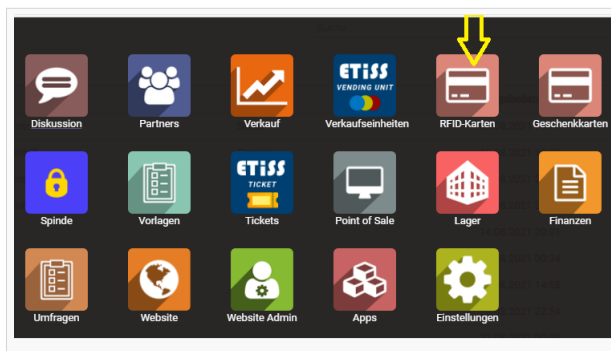 Diskussion
Partners
Verkauf
ETiSS
VENDING UNIT
Verkaufseinheiten
RFID-Karten
Geschenkkarten
Spinde
Vorlagen
ETiSS
TICKET
Tickets
Point of Sale
Lager
Finanzen
Umfragen
Website
Website Admin
Apps
Einstellungen